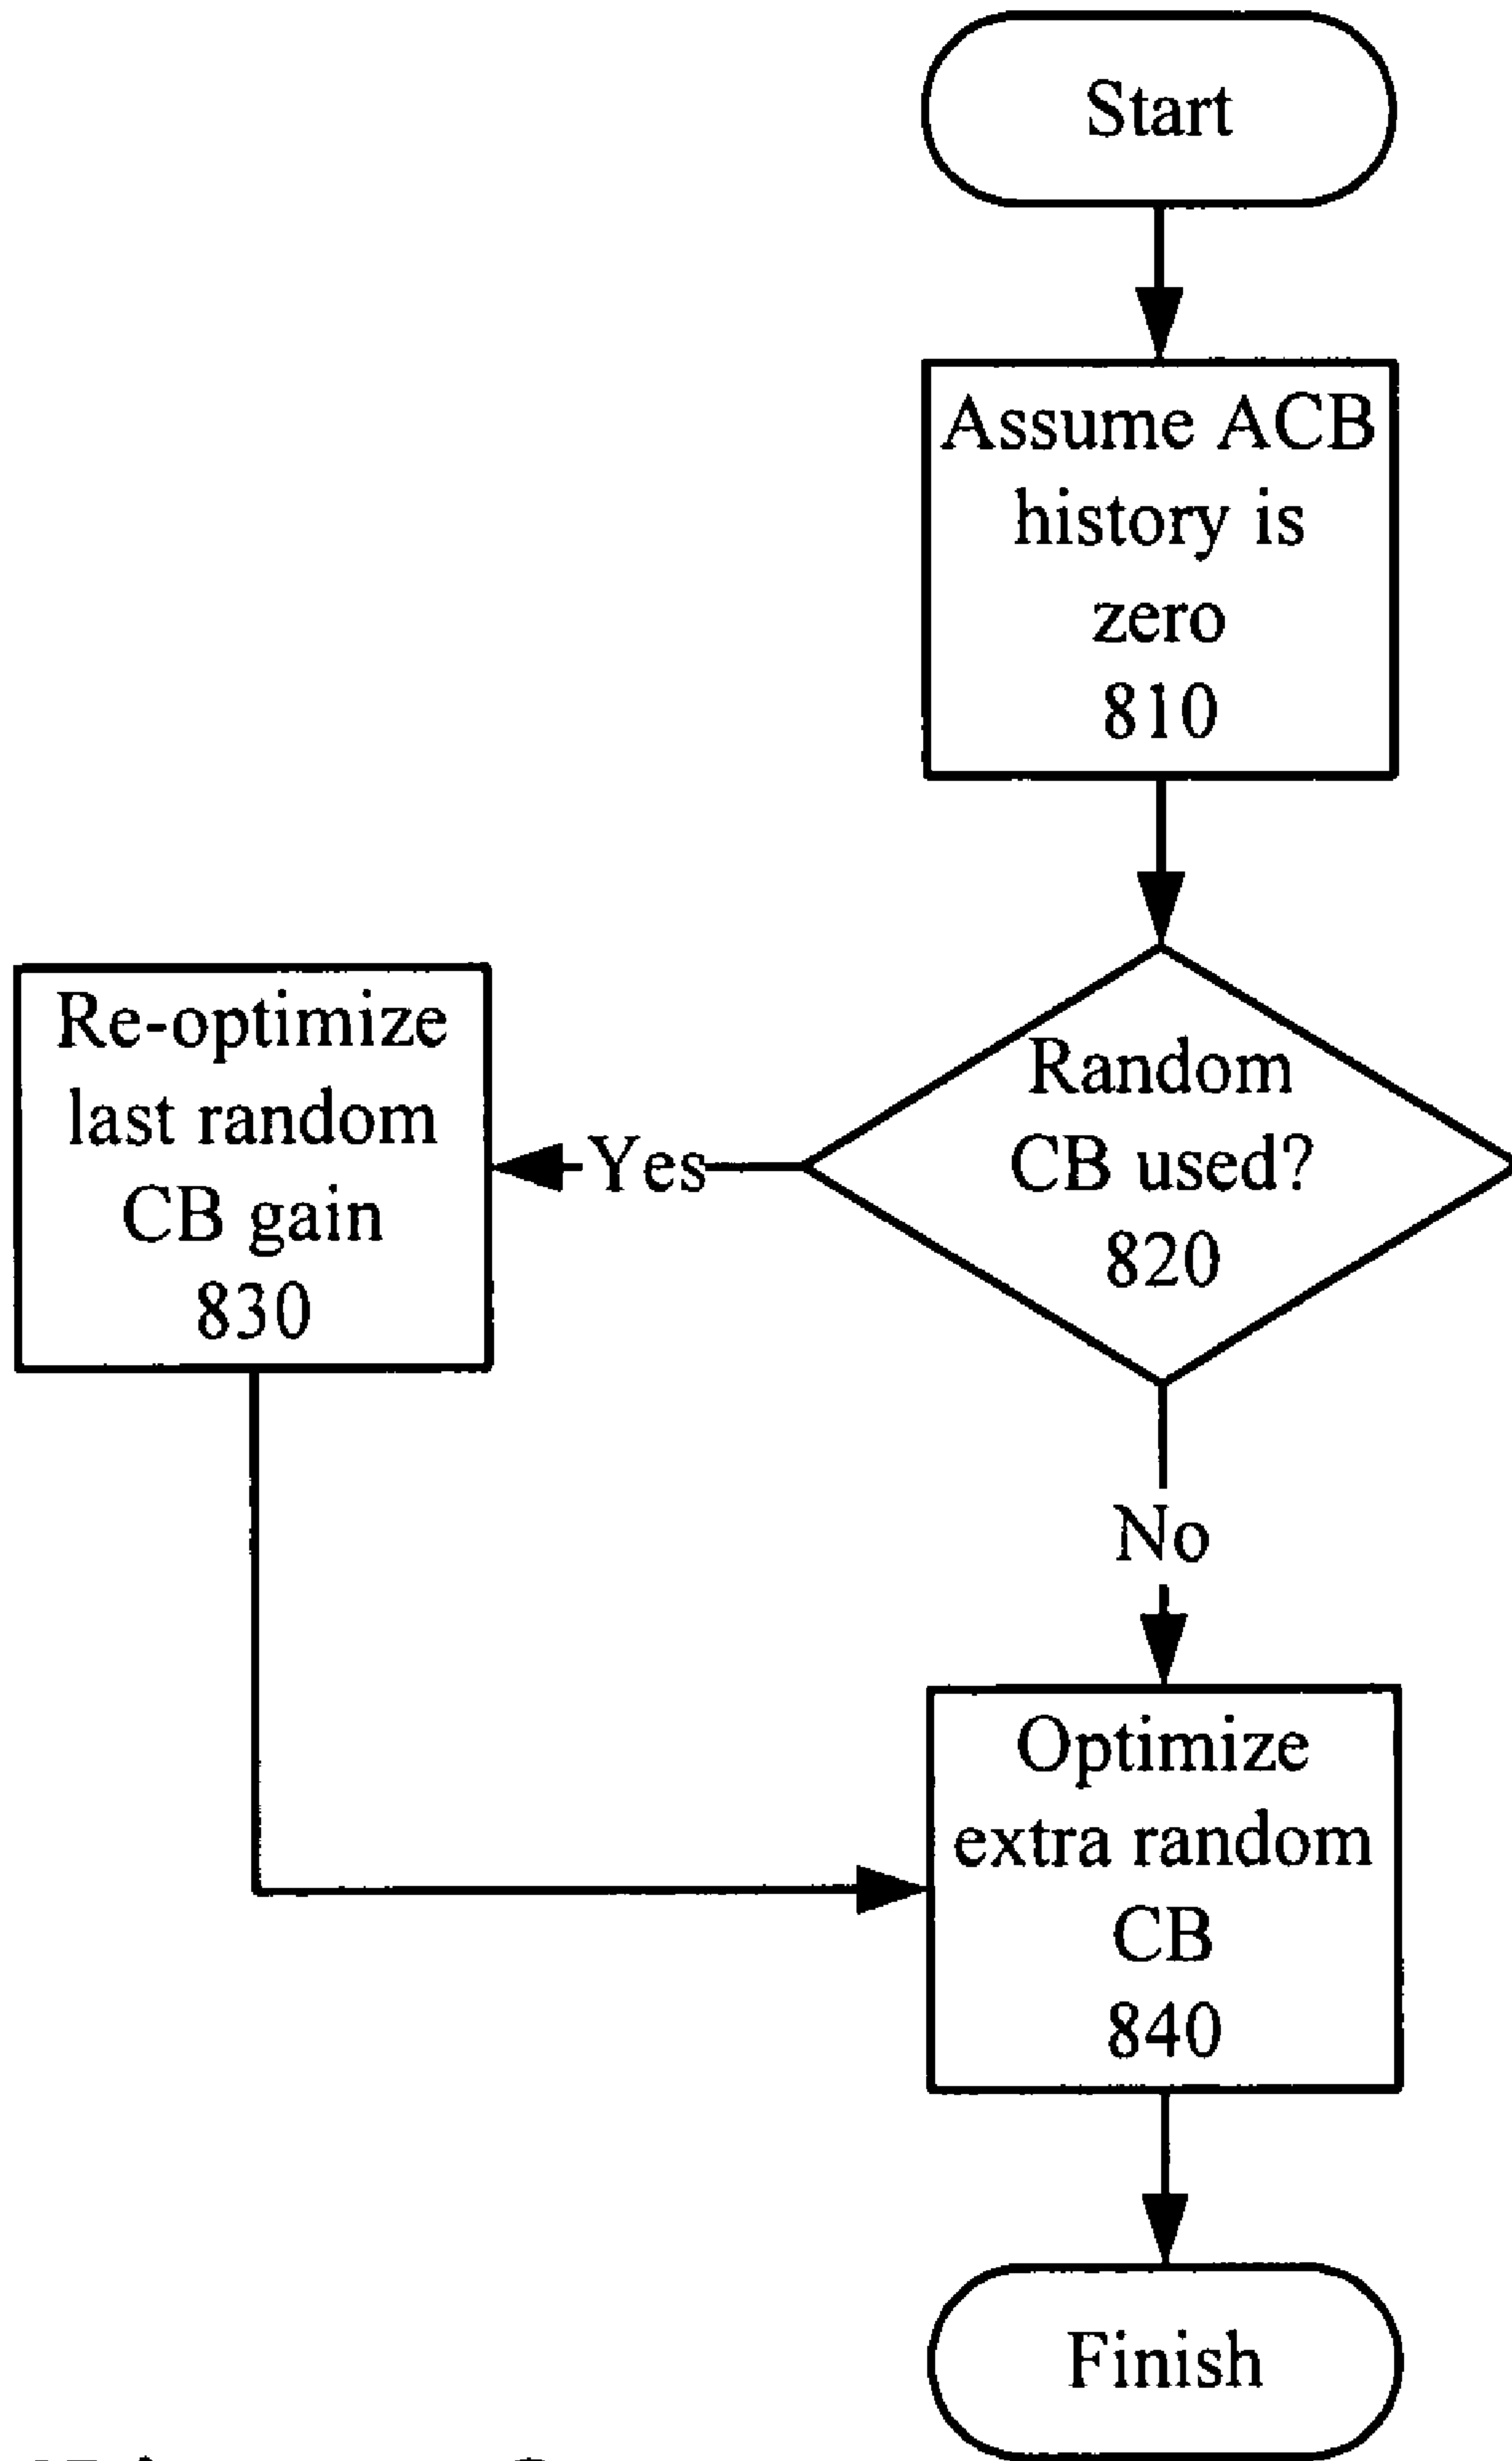 Start
Assume ACB
history is
zero
810
Random
CB used?
820
Yes
Re-optimize
last random
CB gain
830
No
Optimize
extra random
CB
840
Finish